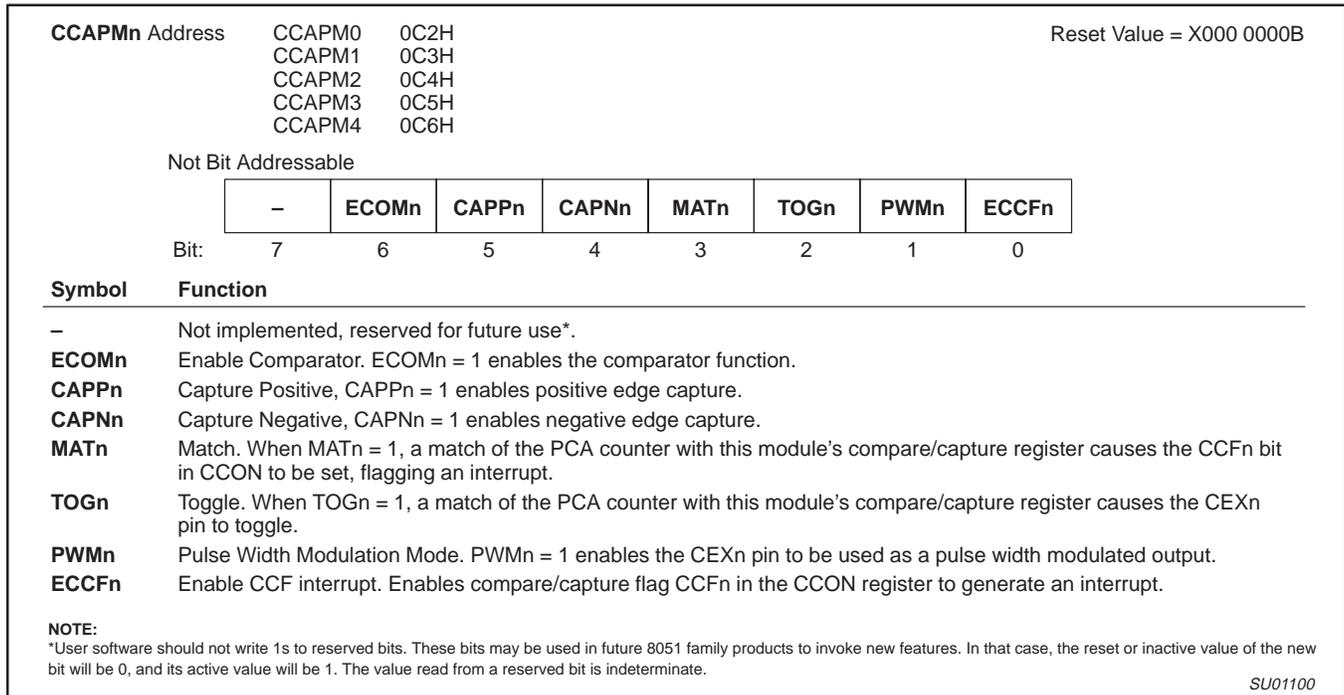 CCAPMn Address CCAPM0 0C2H Reset Value = X000 0000B
CCAPM1 0C3H
CCAPM2 0C4H
CCAPM3 0C5H
CCAPM4 0C6H
Not Bit Addressable
– ECOMn CAPPn CAPNn MATn TOGn PWMn ECCFn
Bit: 7 6 5 4 3 2 1 0
Symbol Function
– Not implemented, reserved for future use*.
ECOMn Enable Comparator. ECOMn = 1 enables the comparator function.
CAPPn Capture Positive, CAPPn = 1 enables positive edge capture.
CAPNn Capture Negative, CAPNn = 1 enables negative edge capture.
MATn Match. When MATn = 1, a match of the PCA counter with this module's compare/capture register causes the CCFn bit
in CCON to be set, flagging an interrupt.
TOGn Toggle. When TOGn = 1, a match of the PCA counter with this module's compare/capture register causes the CEXn
pin to toggle.
PWMn Pulse Width Modulation Mode. PWMn = 1 enables the CEXn pin to be used as a pulse width modulated output.
ECCFn Enable CCF interrupt. Enables compare/capture flag CCFn in the CCON register to generate an interrupt.
NOTE:
*User software should not write 1s to reserved bits. These bits may be used in future 8051 family products to invoke new features. In that case, the reset or inactive value of the new
bit will be 0, and its active value will be 1. The value read from a reserved bit is indeterminate.
SU01100